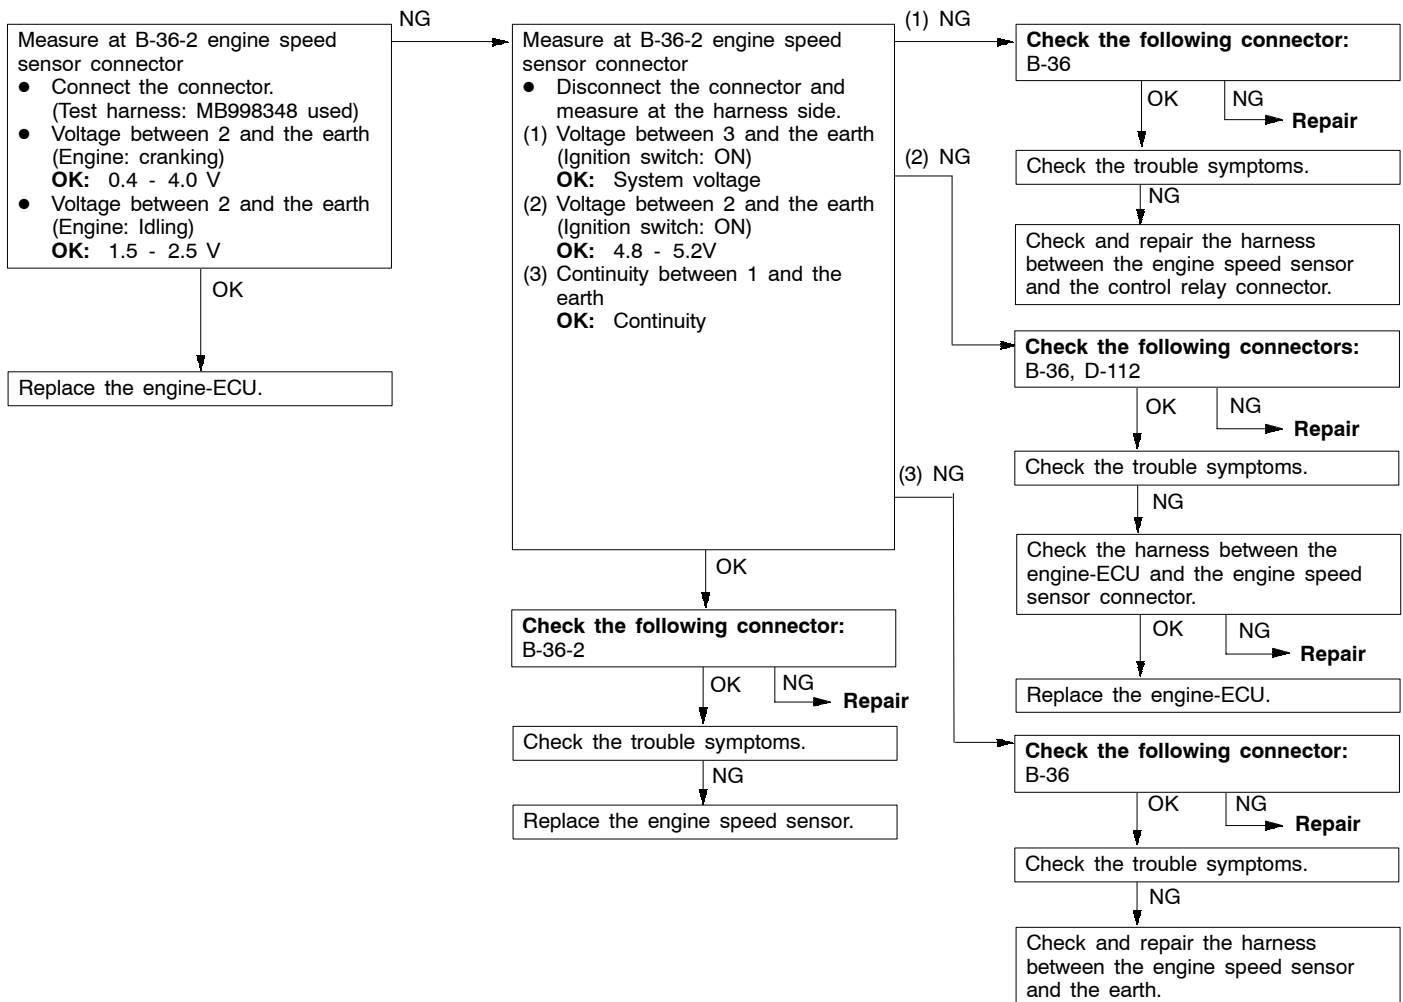 NG
Measure at B-36-2 engine speed
sensor connector
● Connect the connector.
(Test harness: MB998348 used)
● Voltage between 2 and the earth
(Engine: cranking)
OK: 0.4 - 4.0 V
● Voltage between 2 and the earth
(Engine: Idling)
OK: 1.5 - 2.5 V
OK
Replace the engine-ECU.
Measure at B-36-2 engine speed
sensor connector
● Disconnect the connector and
measure at the harness side.
(1) Voltage between 3 and the earth
(Ignition switch: ON)
OK: System voltage
(2) Voltage between 2 and the earth
(Ignition switch: ON)
OK: 4.8 - 5.2V
(3) Continuity between 1 and the
earth
OK: Continuity
OK
Check the following connector:
B-36-2
OK
NG
Repair
Check the trouble symptoms.
NG
Replace the engine speed sensor.
(1) NG
Check the following connector:
B-36
OK
NG
Repair
Check the trouble symptoms.
NG
Check and repair the harness
between the engine speed sensor
and the control relay connector.
(2) NG
Check the following connectors:
B-36, D-112
OK
NG
Repair
Check the trouble symptoms.
NG
Check the harness between the
engine-ECU and the engine speed
sensor connector.
OK
NG
Repair
Replace the engine-ECU.
(3) NG
Check the following connector:
B-36
OK
NG
Repair
Check the trouble symptoms.
NG
Check and repair the harness
between the engine speed sensor
and the earth.